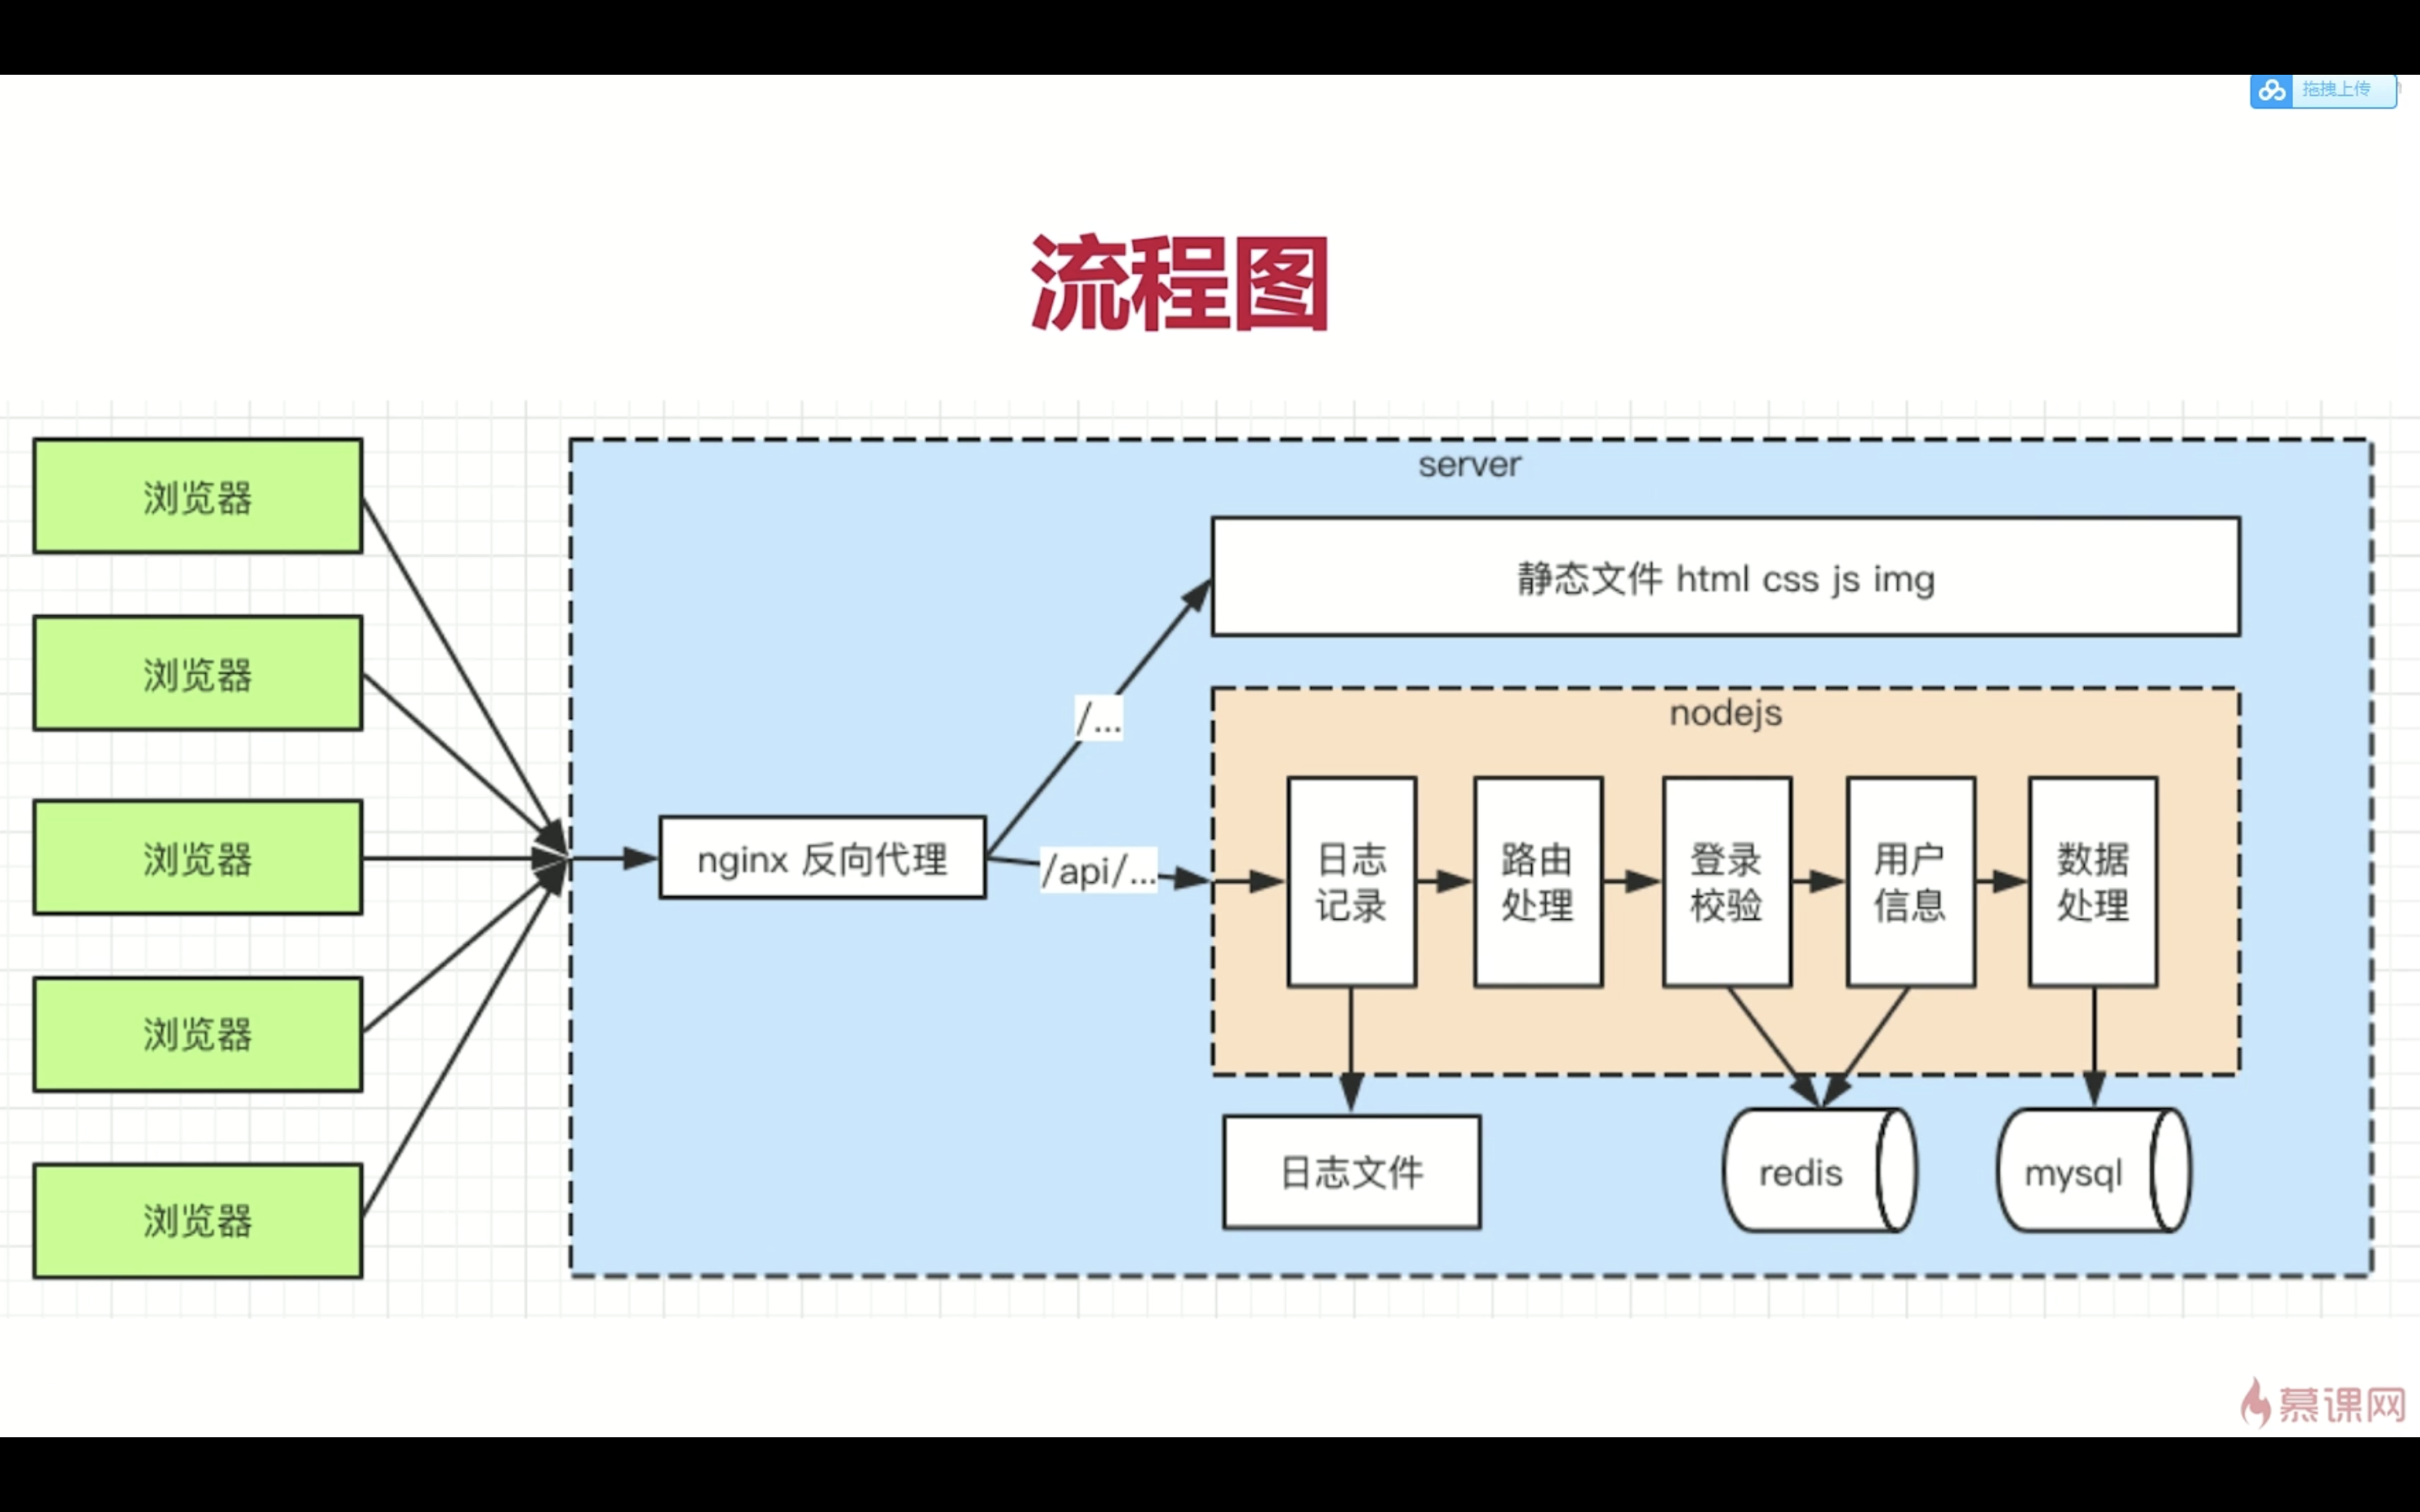 拖拽上传
流程图
浏览器
浏览器
浏览器
浏览器
浏览器
server
静态文件 html css js img
/...
nginx 反向代理
/api/...
nodejs
日志
记录
路由
处理
登录
校验
用户
信息
数据
处理
日志文件
redis
mysql
慕课网